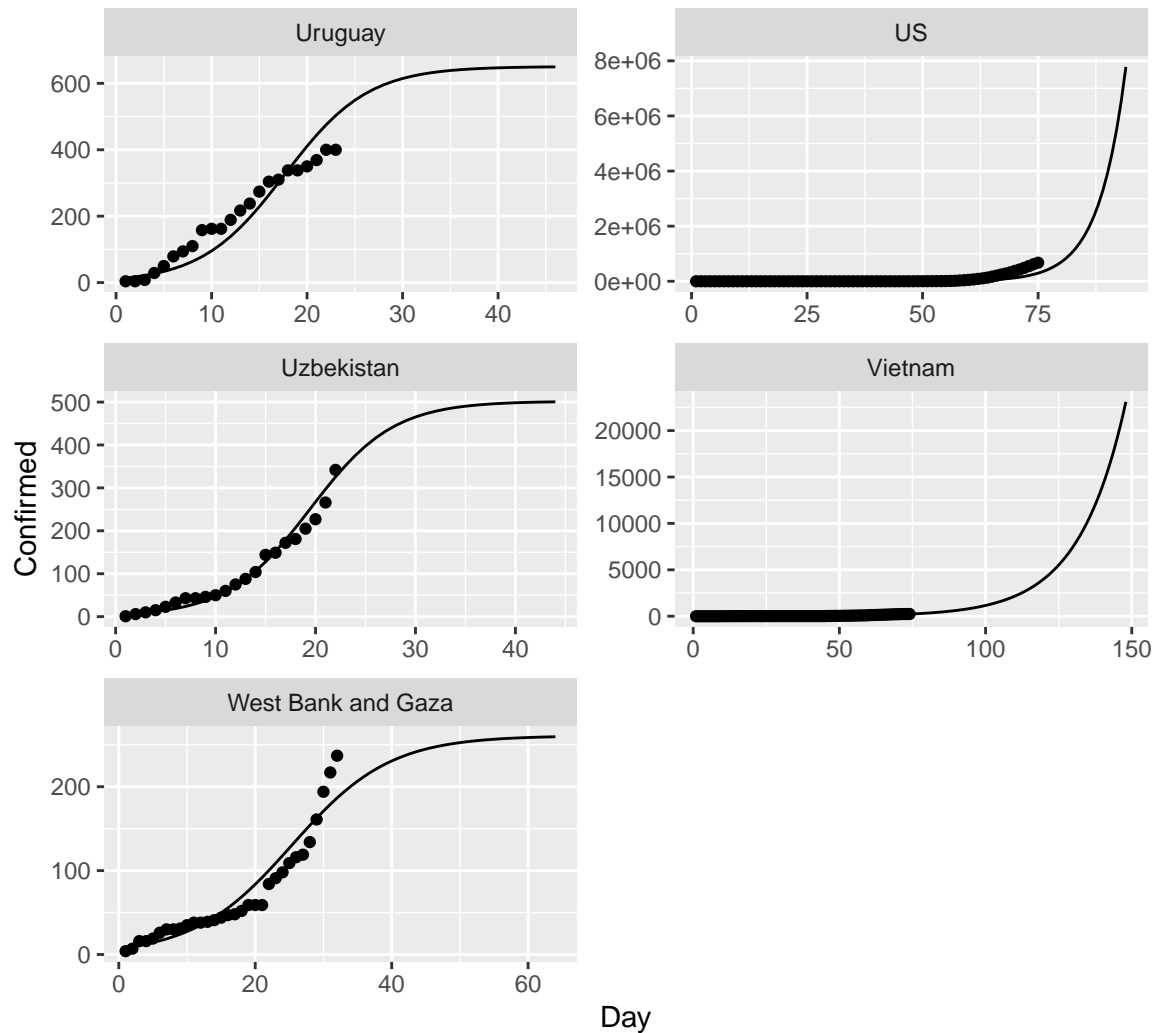 Uruguay
US
600
400
200
0
8e+06
6e+06
4e+06
2e+06
0e+00
0 10 20 30 40
0 25 50 75
Uzbekistan
Vietnam
500
400
300
200
100
0
20000
15000
10000
5000
0
0 10 20 30 40
0 50 100 150
West Bank and Gaza
200
100
0
0 20 40 60
Confirmed
Day